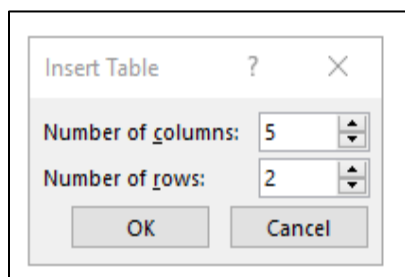 Insert Table ?
Number of columns: 5
Number of rows: 2
OK Cancel